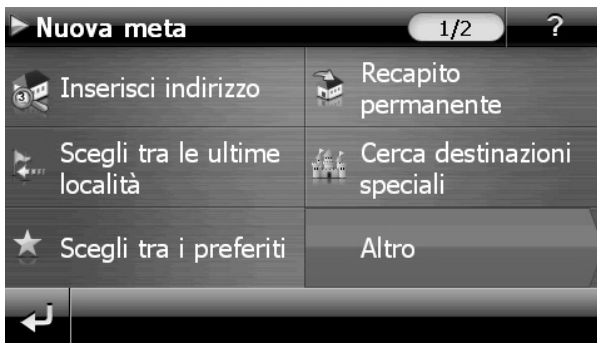 Nuova meta
1/2
?
Inserisci indirizzo
Recapito
permanente
Scegli tra le ultime
località
Cerca destinazioni
speciali
Scegli tra i preferiti
Altro